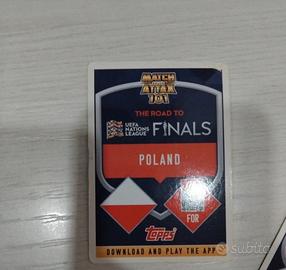 MATCH
ATTAX
101
THE ROAD TO
UEFA
NATIONS
LEAGUE
FINALS
POLAND
FOR
Topps
DOWNLOAD AND PLAY THE APP
subito